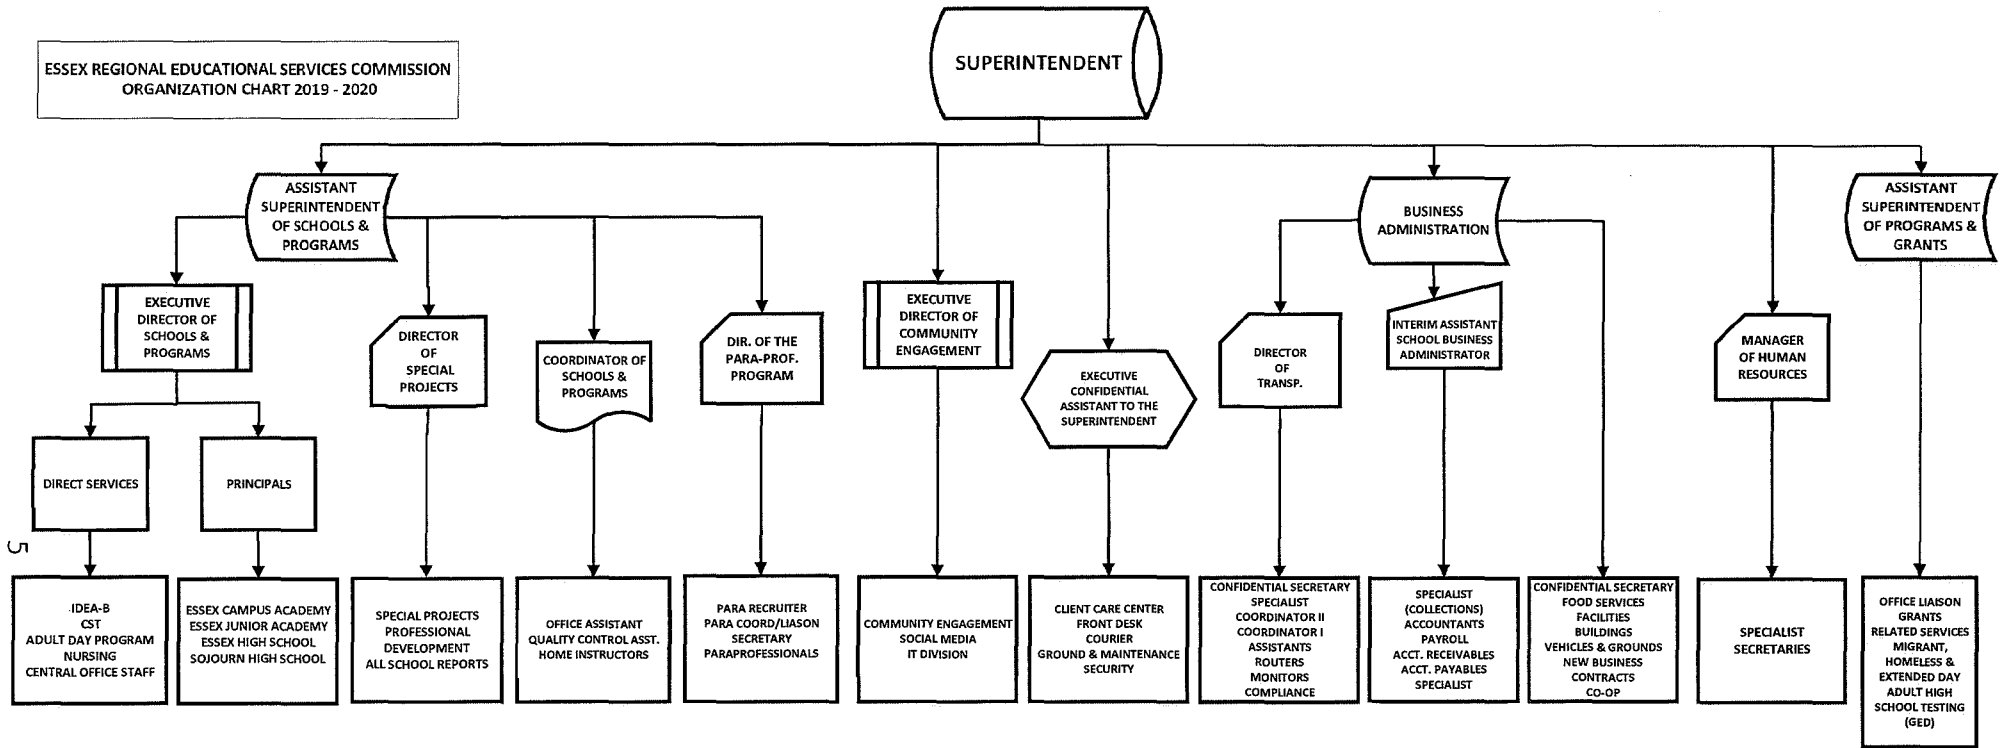 ESSEX REGIONAL EDUCATIONAL SERVICES COMMISSION
ORGANIZATION CHART 2019 - 2020
SUPERINTENDENT
ASSISTANT
SUPERINTENDENT
OF SCHOOLS &
PROGRAMS
BUSINESS
ADMINISTRATION
ASSISTANT
SUPERINTENDENT
OF PROGRAMS &
GRANTS
EXECUTIVE
DIRECTOR OF
SCHOOLS &
PROGRAMS
DIRECTOR
OF
SPECIAL
PROJECTS
COORDINATOR OF
SCHOOLS &
PROGRAMS
DIR. OF THE
PARA-PROF.
PROGRAM
EXECUTIVE
DIRECTOR OF
COMMUNITY
ENGAGEMENT
EXECUTIVE
CONFIDENTIAL
ASSISTANT TO THE
SUPERINTENDENT
DIRECTOR
OF
TRANSP.
INTERIM ASSISTANT
SCHOOL BUSINESS
ADMINISTRATOR
MANAGER
OF HUMAN
RESOURCES
DIRECT SERVICES
PRINCIPALS
5
IDEA-B
CST
ADULT DAY PROGRAM
NURSING
CENTRAL OFFICE STAFF
ESSEX CAMPUS ACADEMY
ESSEX JUNIOR ACADEMY
ESSEX HIGH SCHOOL
SOJOURN HIGH SCHOOL
SPECIAL PROJECTS
PROFESSIONAL
DEVELOPMENT
ALL SCHOOL REPORTS
OFFICE ASSISTANT
QUALITY CONTROL ASST.
HOME INSTRUCTORS
PARA RECRUITER
PARA COORD/LIASON
SECRETARY
PARAPROFESSIONALS
COMMUNITY ENGAGEMENT
SOCIAL MEDIA
IT DIVISION
CLIENT CARE CENTER
FRONT DESK
COURIER
GROUND & MAINTENANCE
SECURITY
CONFIDENTIAL SECRETARY
SPECIALIST
COORDINATOR II
COORDINATOR I
ASSISTANTS
ROUTERS
MONITORS
COMPLIANCE
SPECIALIST
(COLLECTIONS)
ACCOUNTANTS
PAYROLL
ACCT. RECEIVABLES
ACCT. PAYABLES
SPECIALIST
CONFIDENTIAL SECRETARY
FOOD SERVICES
FACILITIES
BUILDINGS
VEHICLES & GROUNDS
NEW BUSINESS
CONTRACTS
CO-OP
SPECIALIST
SECRETARIES
OFFICE LIAISON
GRANTS
RELATED SERVICES
MIGRANT,
HOMELESS &
EXTENDED DAY
ADULT HIGH
SCHOOL TESTING
(GED)